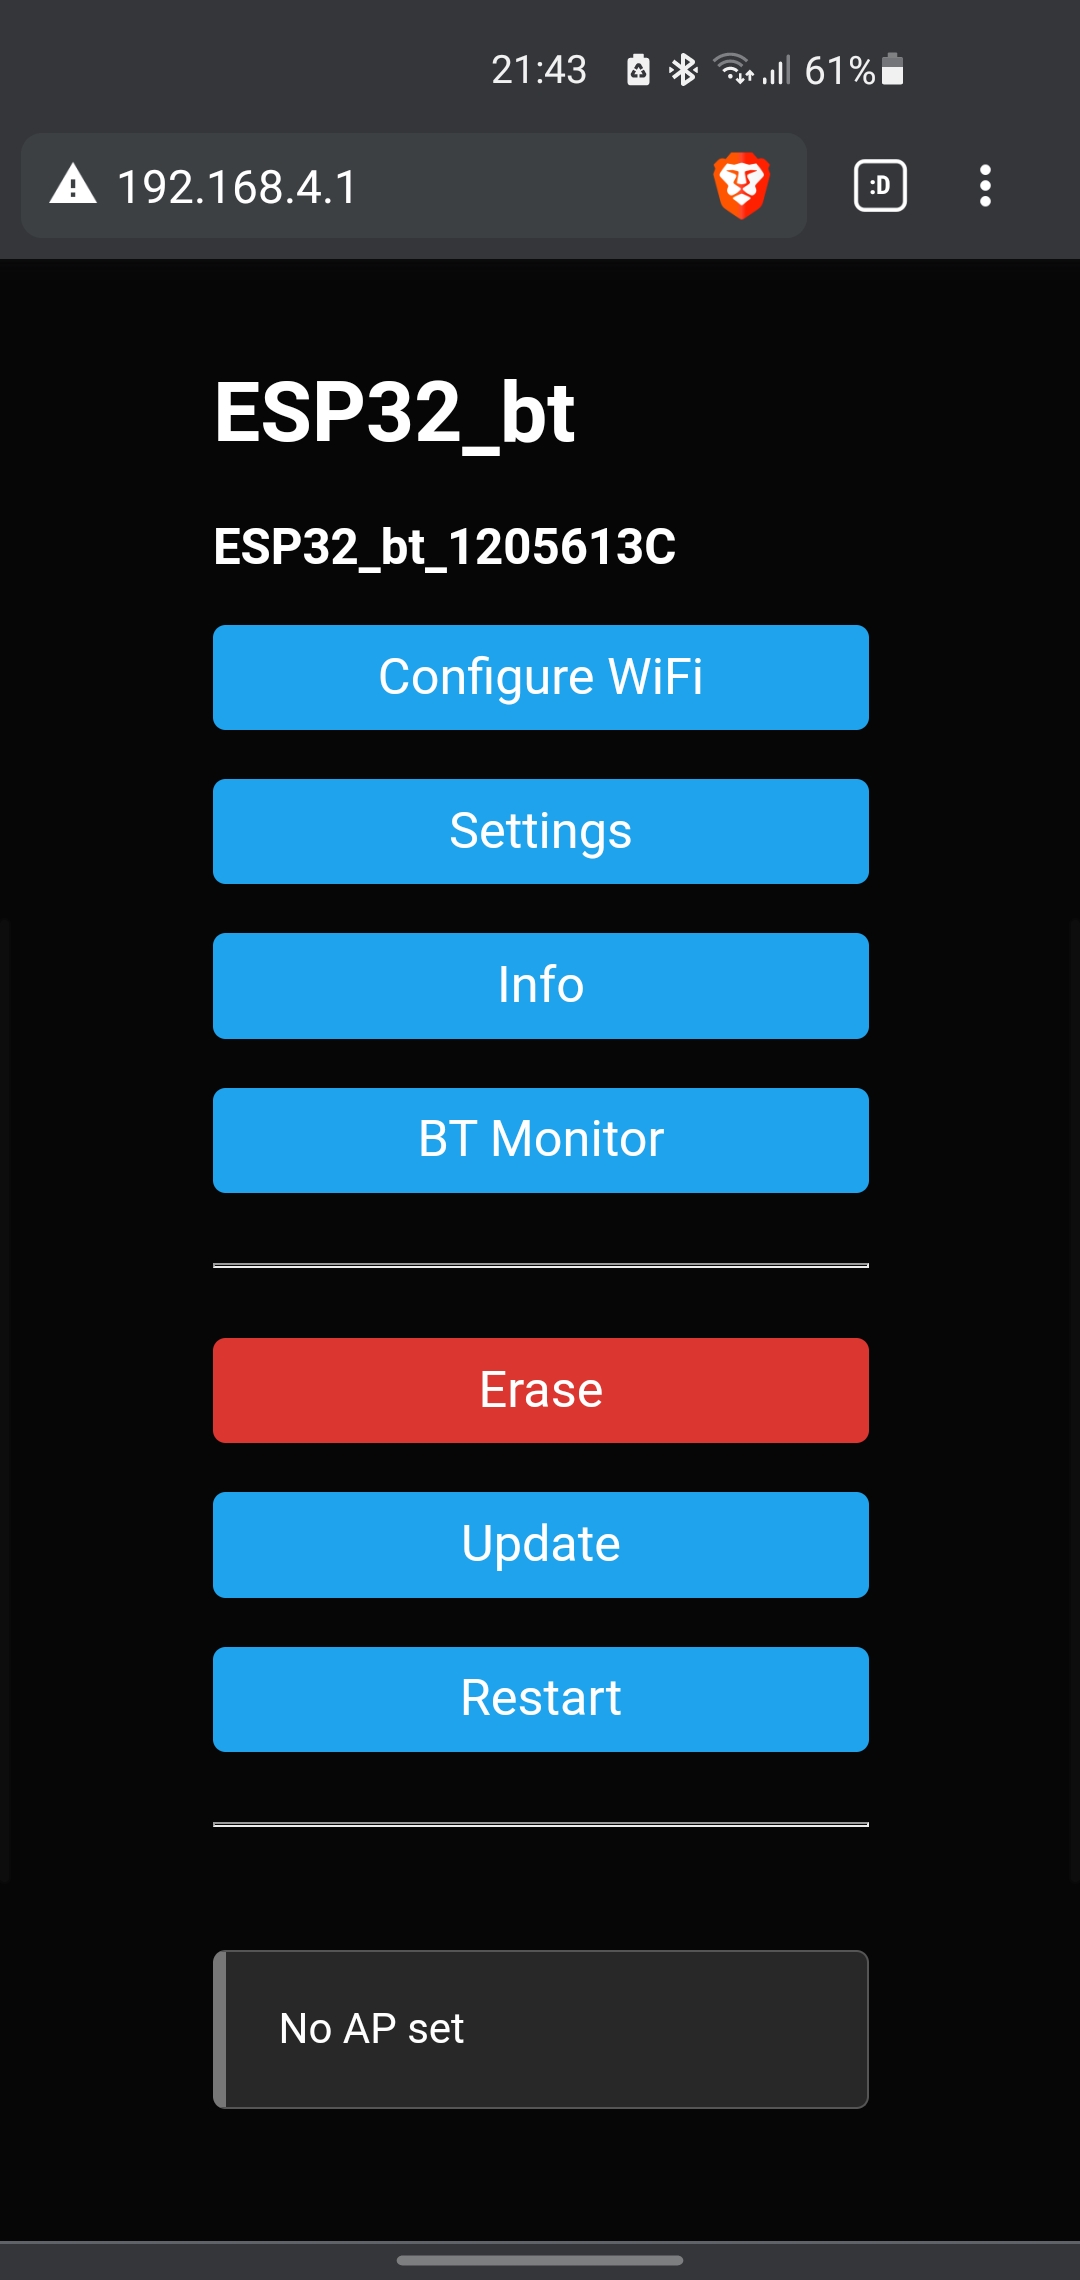 21:43 61%
192.168.4.1 :D
ESP32_bt
ESP32_bt_1205613C
Configure WiFi
Settings
Info
BT Monitor
Erase
Update
Restart
No AP set